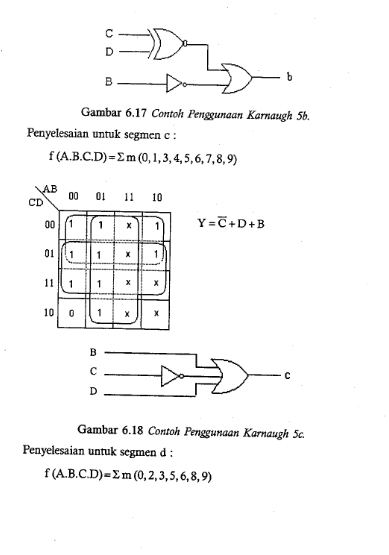 C
D
B
b
Gambar 6.17 Contoh Penggunaan Karnaugh 5b.
Penyelesaian untuk segmen c :
f (A.B.C.D) = Σ m (0, 1, 3, 4, 5, 6, 7, 8, 9)
AB
CD
00 01 11 10
00 1 1 x 1
01 1 1 x 1
11 1 1 x x
10 0 1 x x
Y = C̅ + D + B
B
C
D
c
Gambar 6.18 Contoh Penggunaan Karnaugh 5c.
Penyelesaian untuk segmen d :
f (A.B.C.D) = Σ m (0, 2, 3, 5, 6, 8, 9)